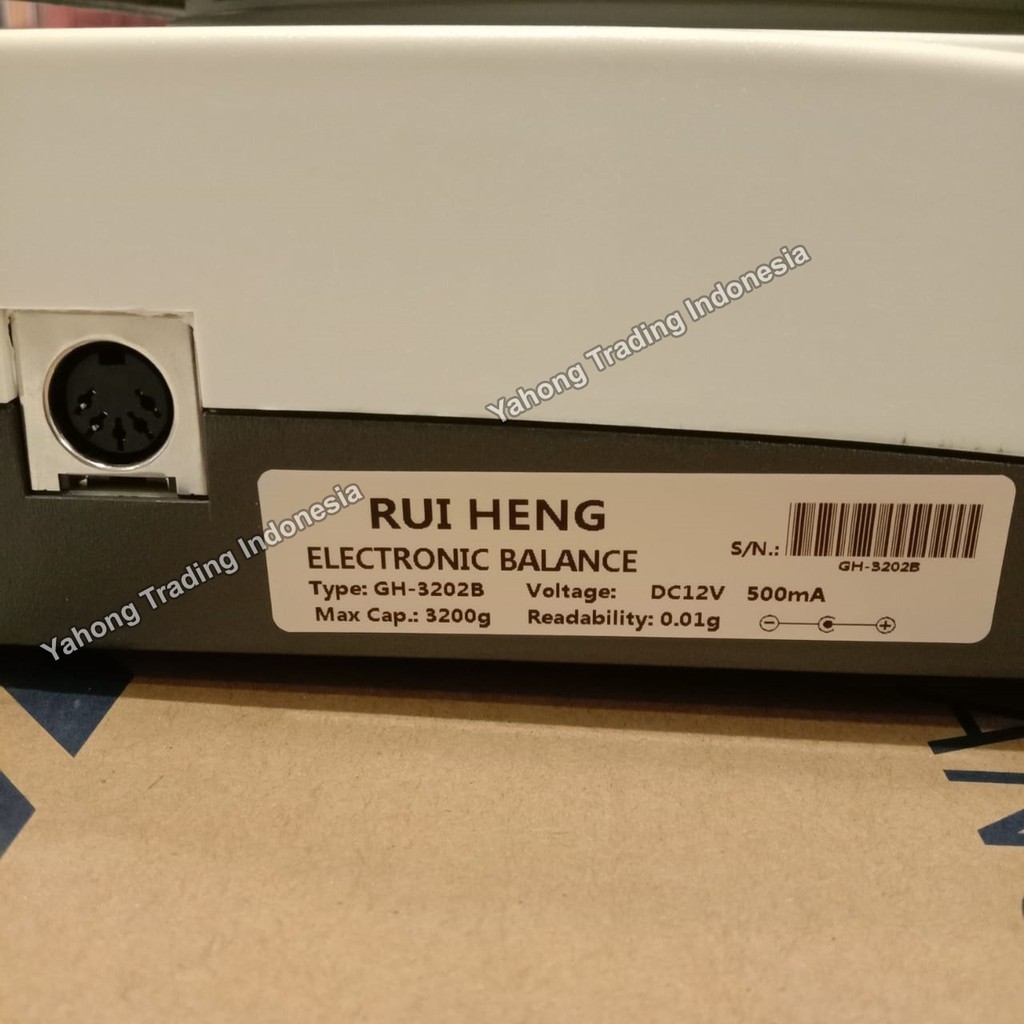 Yahong Trading Indonesia
Yahong Trading Indonesia
RUI HENG
ELECTRONIC BALANCE
Type: GH-3202B Voltage: DC12V 500mA
Max Cap.: 3200g Readability: 0.01g
S/N.:
GH-3202B